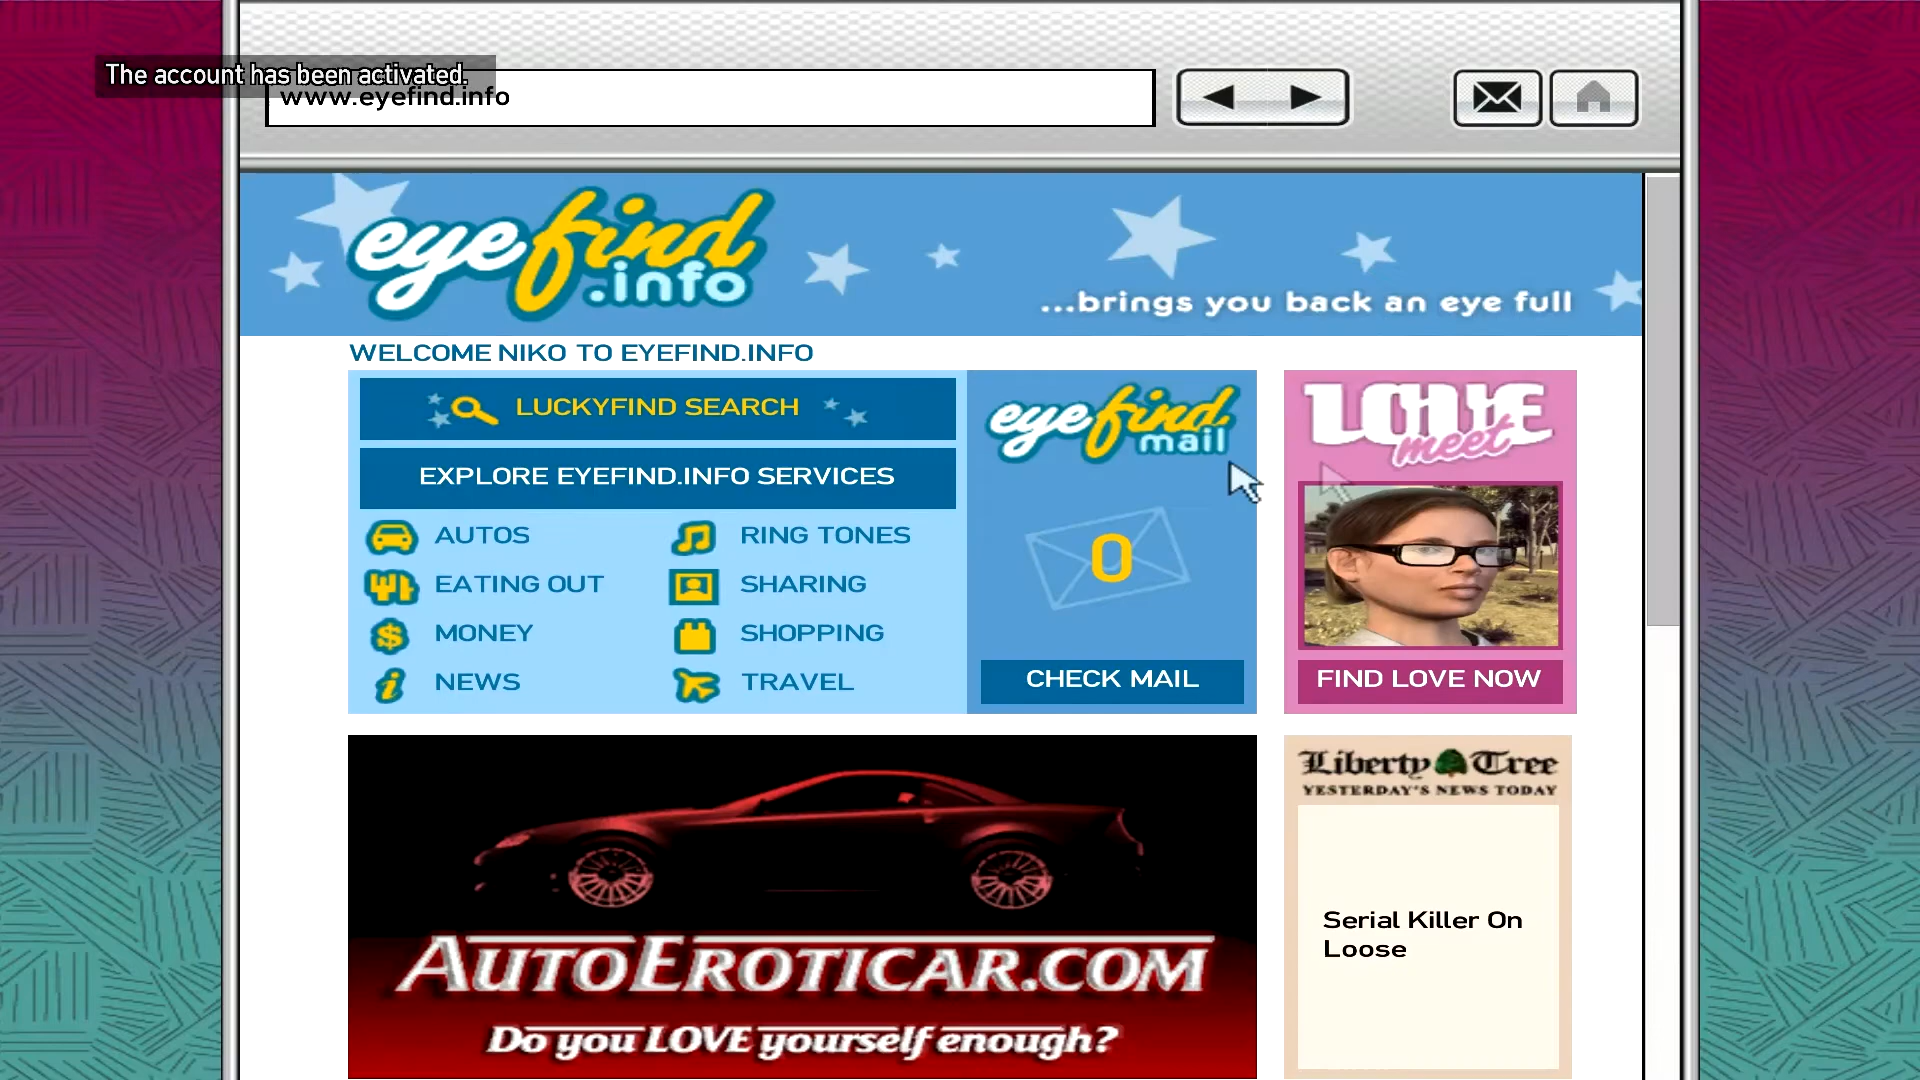 The account has been activated.
www.eyefind.info
eyefind
.info
...brings you back an eye full
WELCOME NIKO TO EYEFIND.INFO
LUCKYFIND SEARCH
EXPLORE EYEFIND.INFO SERVICES
AUTOS
RING TONES
EATING OUT
SHARING
MONEY
SHOPPING
NEWS
TRAVEL
eyefind
mail
0
CHECK MAIL
LOVE
meet
FIND LOVE NOW
AUTOEROTICAR.COM
Do you LOVE yourself enough?
Liberty Tree
YESTERDAY'S NEWS TODAY
Serial Killer On
Loose